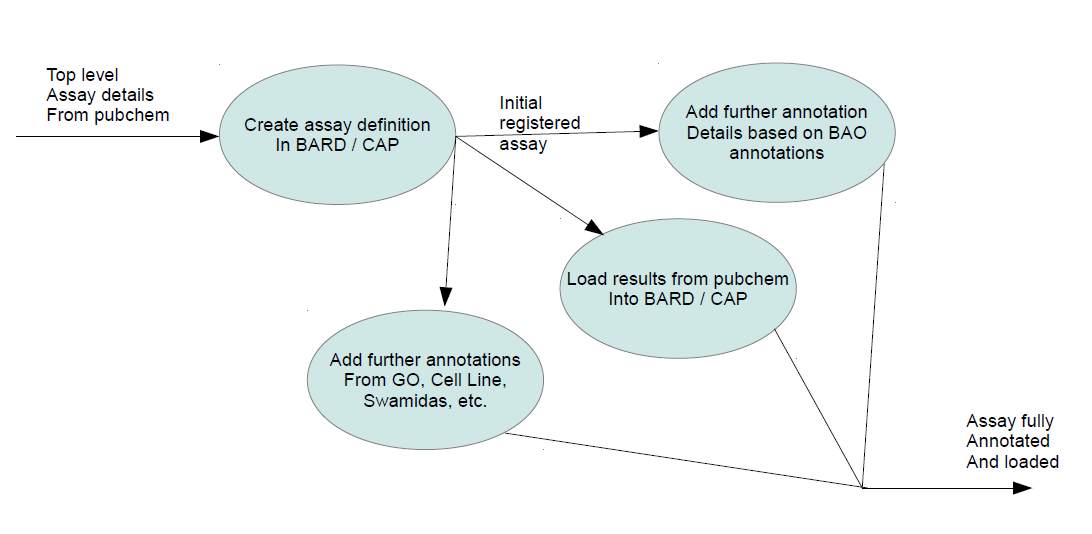 Top level
Assay details
From pubchem
Create assay definition
In BARD / CAP
Initial
registered
assay
Add further annotation
Details based on BAO
annotations
Load results from pubchem
Into BARD / CAP
Add further annotations
From GO, Cell Line,
Swamidas, etc.
Assay fully
Annotated
And loaded